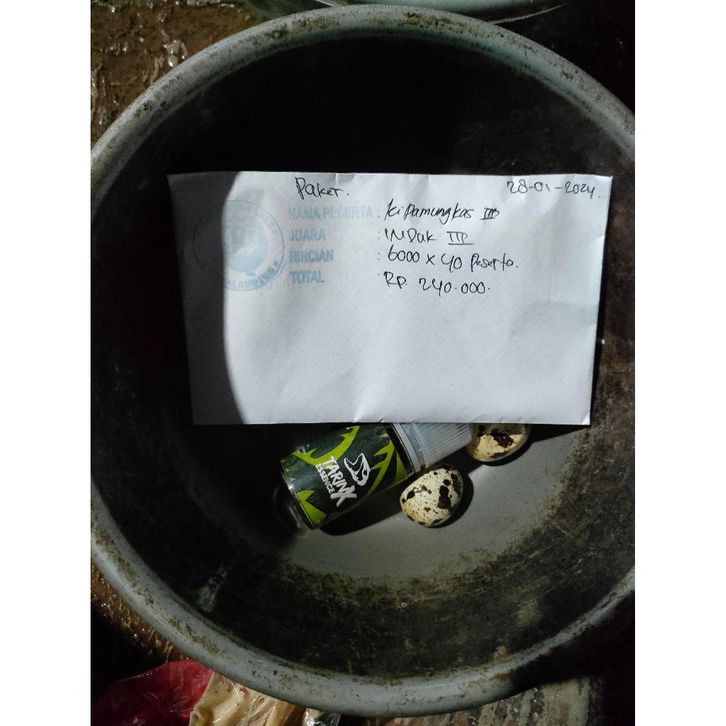 Paket. 28-01-2024.
NAMA PESERTA : Ki Pamungkas
JUARA : INDUK III
RINCIAN : 6000 x 40 Peserta.
TOTAL RP. 240.000.
TARIX
ESSENCE